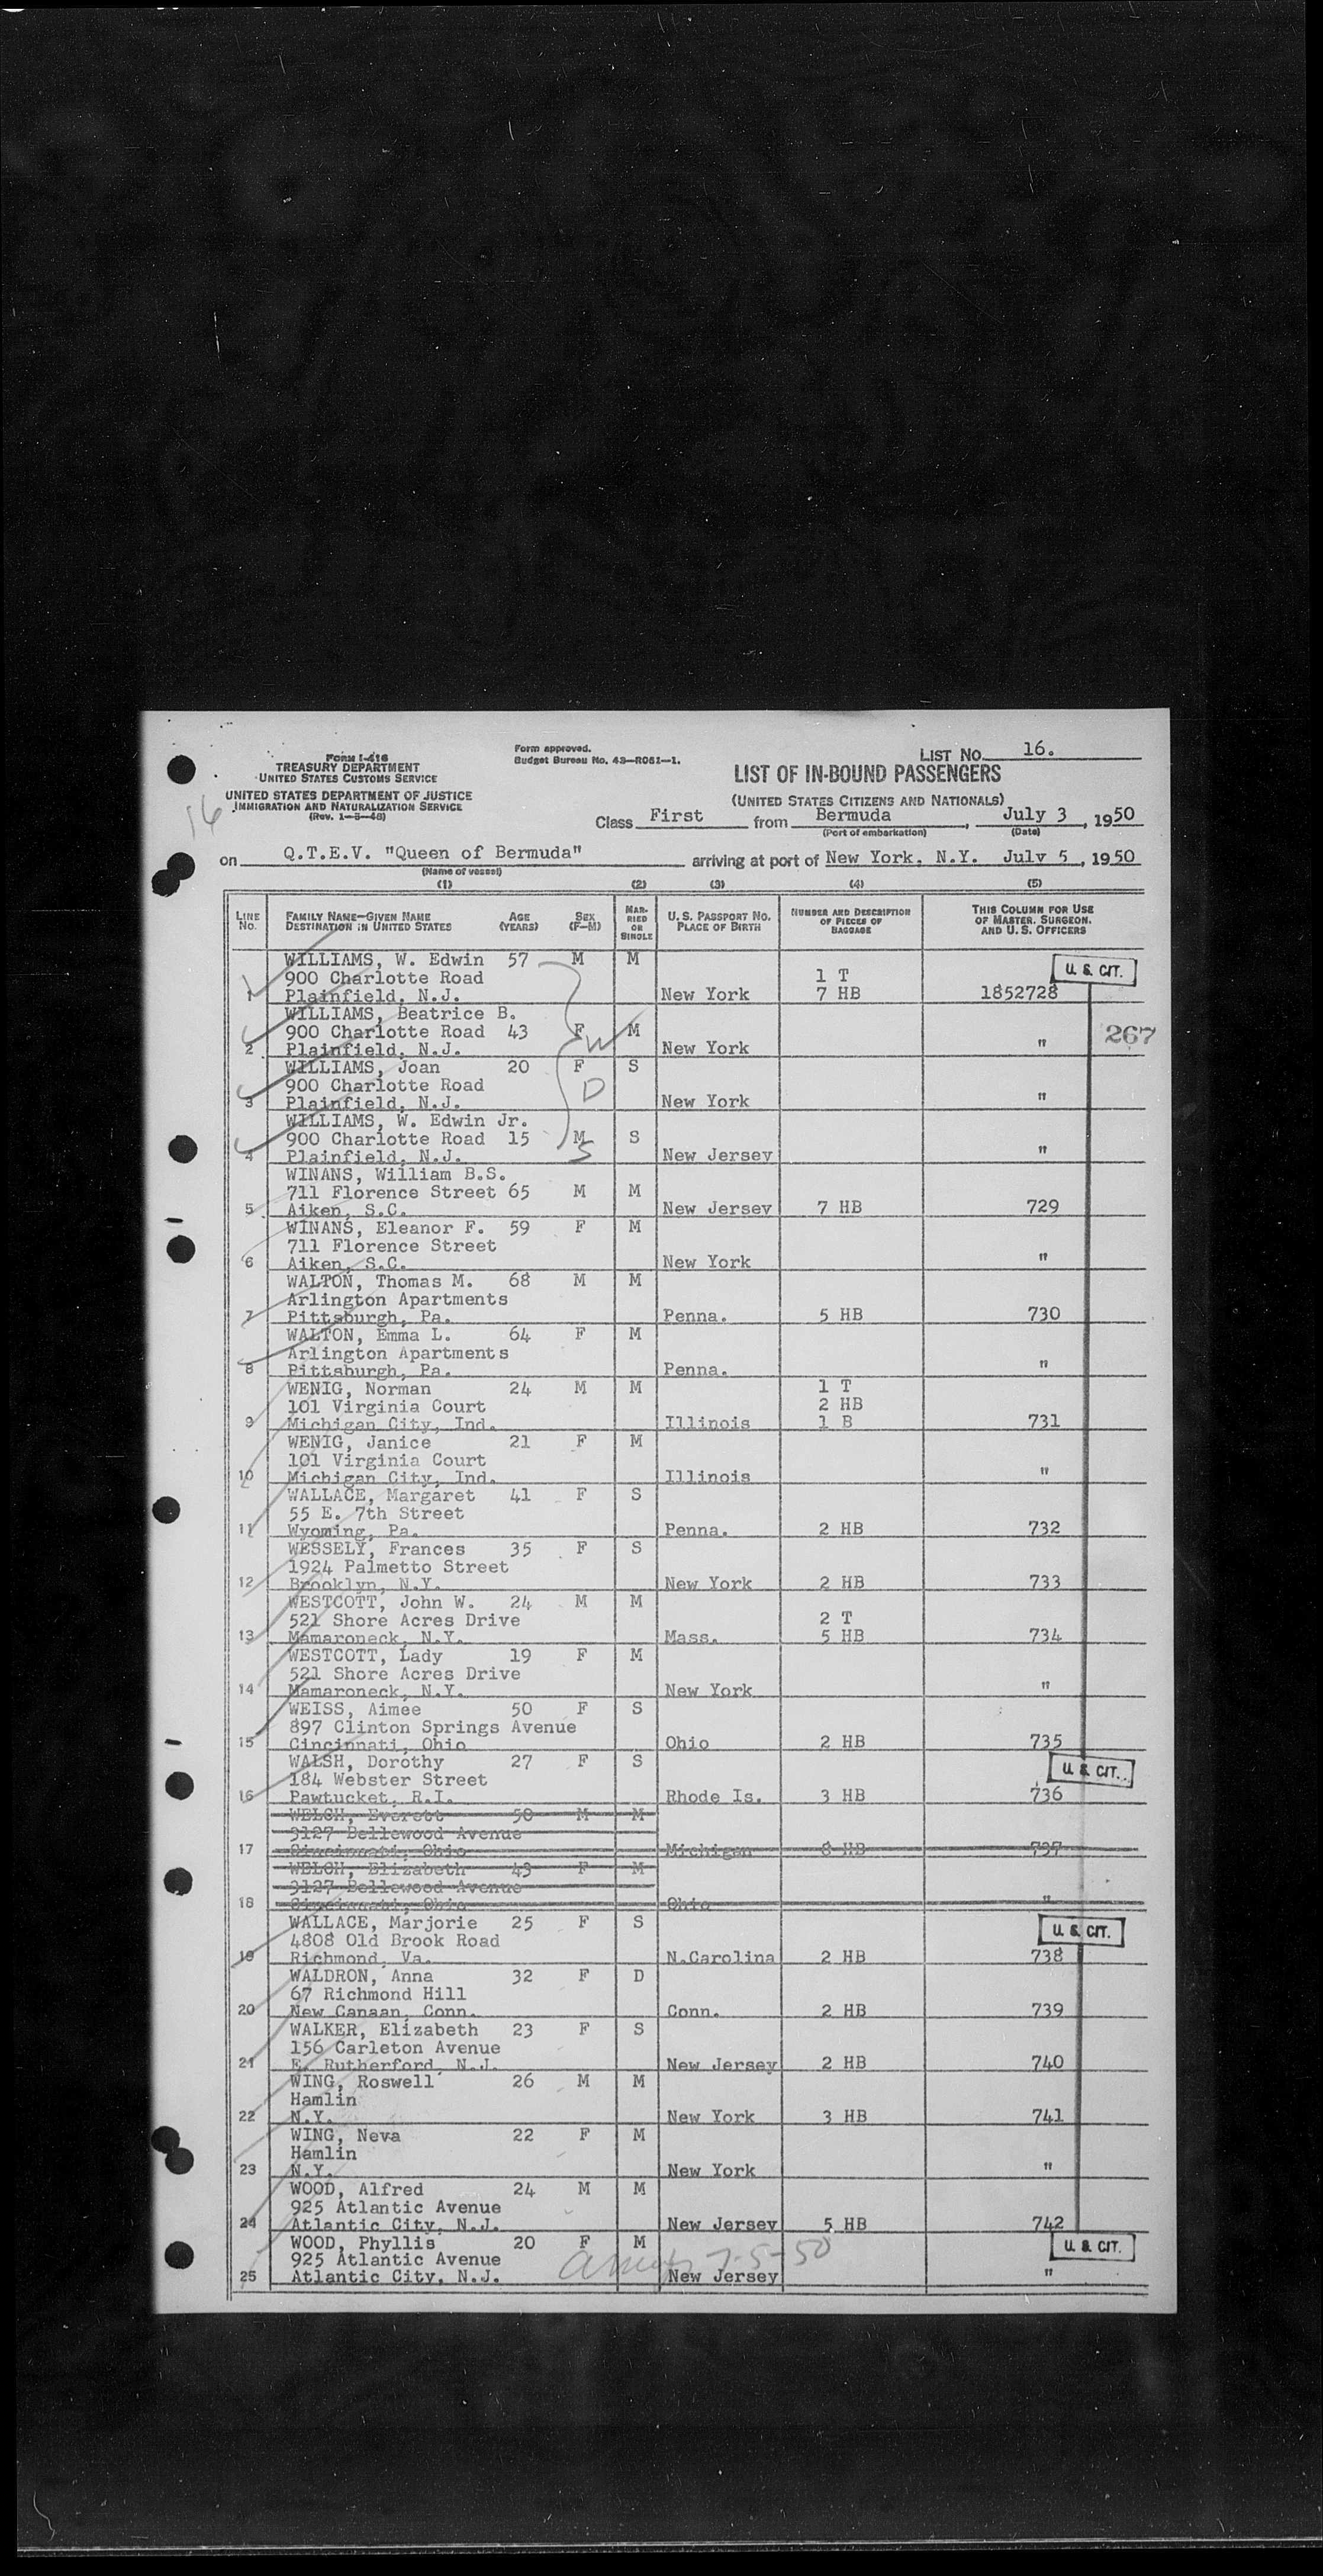 Form I-416
TREASURY DEPARTMENT
UNITED STATES CUSTOMS SERVICE
UNITED STATES DEPARTMENT OF JUSTICE
IMMIGRATION AND NATURALIZATION SERVICE
(Rev. 1-5-48)
16
Form approved.
Budget Bureau No. 43-R061-1.
LIST NO. 16.
LIST OF IN-BOUND PASSENGERS
(UNITED STATES CITIZENS AND NATIONALS)
Class First from Bermuda, July 3, 1950
(Port of embarkation) (Date)
on Q.T.E.V. "Queen of Bermuda" arriving at port of New York, N.Y. July 5, 1950
(Name of vessel)
(1) (2) (3) (4) (5)
LINE NO. FAMILY NAME—GIVEN NAME DESTINATION IN UNITED STATES AGE (YEARS) SEX (F-M) MARRIED OR SINGLE U.S. PASSPORT NO. PLACE OF BIRTH NUMBER AND DESCRIPTION OF PIECES OF BAGGAGE THIS COLUMN FOR USE OF MASTER, SURGEON, AND U.S. OFFICERS
WILLIAMS, W. Edwin 57 M M U. S. CIT.
900 Charlotte Road 1 T
1 Plainfield, N.J. New York 7 HB 1852728
WILLIAMS, Beatrice B.
900 Charlotte Road 43 F W M 267
2 Plainfield, N.J. New York "
WILLIAMS, Joan 20 F S
900 Charlotte Road D
3 Plainfield, N.J. New York "
WILLIAMS, W. Edwin Jr.
900 Charlotte Road 15 M S
4 Plainfield, N.J. S New Jersey "
WINANS, William B.S.
711 Florence Street 65 M M
5 Aiken, S.C. New Jersey 7 HB 729
WINANS, Eleanor F. 59 F M
711 Florence Street
6 Aiken, S.C. New York "
WALTON, Thomas M. 68 M M
Arlington Apartments
7 Pittsburgh, Pa. Penna. 5 HB 730
WALTON, Emma L. 64 F M
Arlington Apartments
8 Pittsburgh, Pa. Penna. "
WENIG, Norman 24 M M 1 T
101 Virginia Court 2 HB
9 Michigan City, Ind. Illinois 1 B 731
WENIG, Janice 21 F M
101 Virginia Court
10 Michigan City, Ind. Illinois "
WALLACE, Margaret 41 F S
55 E. 7th Street
11 Wyoming, Pa. Penna. 2 HB 732
WESSELY, Frances 35 F S
1924 Palmetto Street
12 Brooklyn, N.Y. New York 2 HB 733
WESTCOTT, John W. 24 M M
521 Shore Acres Drive 2 T
13 Mamaroneck, N.Y. Mass. 5 HB 734
WESTCOTT, Lady 19 F M
521 Shore Acres Drive
14 Mamaroneck, N.Y. New York "
WEISS, Aimee 50 F S
897 Clinton Springs Avenue
15 Cincinnati, Ohio Ohio 2 HB 735
WALSH, Dorothy 27 F S U. S. CIT.
184 Webster Street
16 Pawtucket, R.I. Rhode Is. 3 HB 736
WELCH, Everett 50 M M
3127 Bellewood Avenue
17 Cincinnati, Ohio Michigan 8 HB 737
WELCH, Elizabeth 43 F M
3127 Bellewood Avenue
18 Cincinnati, Ohio Ohio "
WALLACE, Marjorie 25 F S U. S. CIT.
4808 Old Brook Road
19 Richmond, Va. N.Carolina 2 HB 738
WALDRON, Anna 32 F D
67 Richmond Hill
20 New Canaan, Conn. Conn. 2 HB 739
WALKER, Elizabeth 23 F S
156 Carleton Avenue
21 E. Rutherford, N.J. New Jersey 2 HB 740
WING, Roswell 26 M M
Hamlin
22 N.Y. New York 3 HB 741
WING, Neva 22 F M
Hamlin
23 N.Y. New York "
WOOD, Alfred 24 M M
925 Atlantic Avenue
24 Atlantic City, N.J. New Jersey 5 HB 742
WOOD, Phyllis 20 F M U. S. CIT.
925 Atlantic Avenue 7-5-50
25 Atlantic City, N.J. New Jersey "